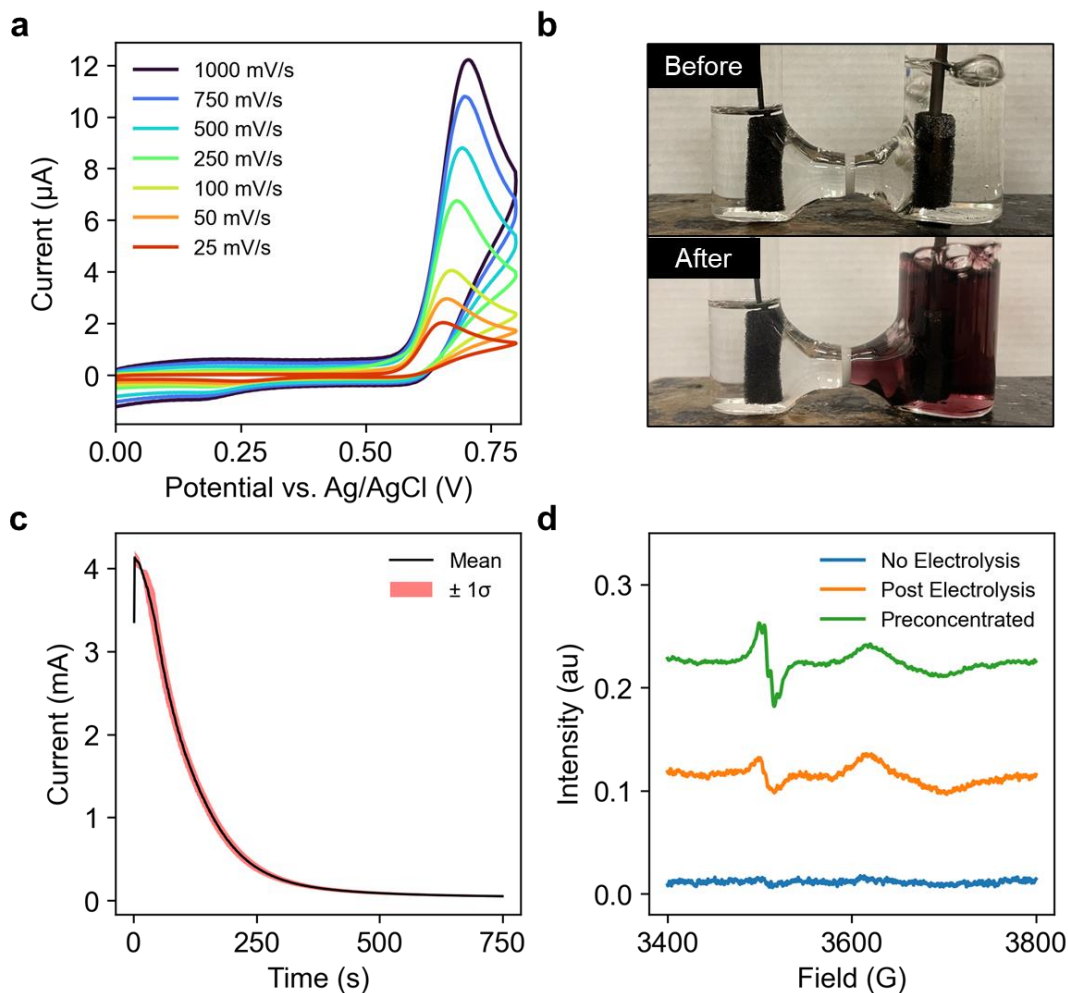 a
12
10
8
6
4
2
0
Current (µA)
1000 mV/s
750 mV/s
500 mV/s
250 mV/s
100 mV/s
50 mV/s
25 mV/s
0.00 0.25 0.50 0.75
Potential vs. Ag/AgCl (V)
b
Before
After
c
4
3
2
1
0
Current (mA)
Mean
± 1σ
0 250 500 750
Time (s)
d
0.3
0.2
0.1
0.0
Intensity (au)
No Electrolysis
Post Electrolysis
Preconcentrated
3400 3600 3800
Field (G)